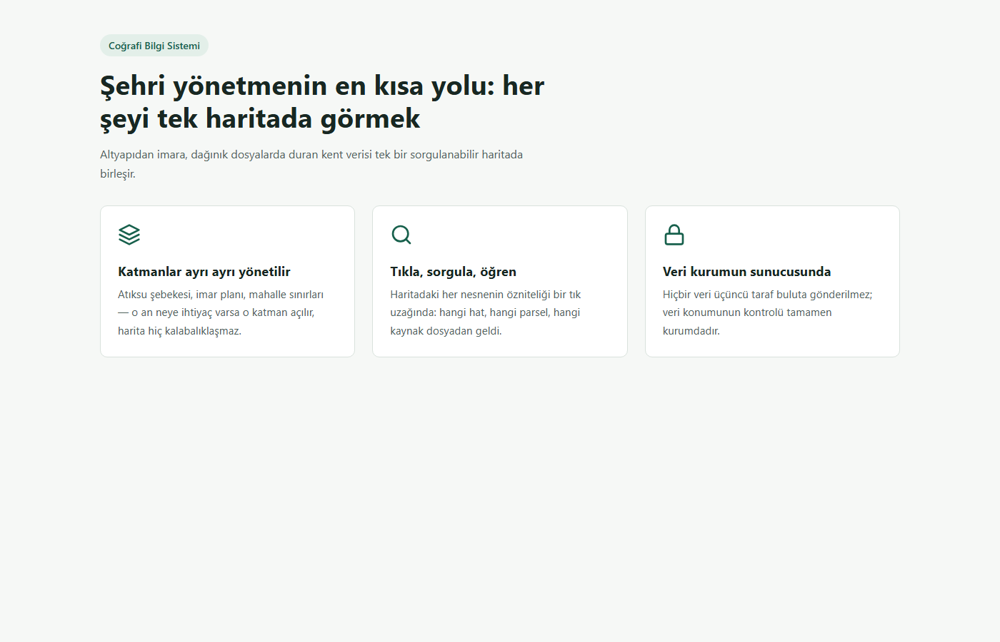 Coğrafi Bilgi Sistemi
Şehri yönetmenin en kısa yolu: her
şeyi tek haritada görmek
Altyapıdan imara, dağınık dosyalarda duran kent verisi tek bir sorgulanabilir haritada
birleşir.
Katmanlar ayrı ayrı yönetilir
Atıksu şebekesi, imar planı, mahalle sınırları
— o an neye ihtiyaç varsa o katman açılır,
harita hiç kalabalıklaşmaz.
Tıkla, sorgula, öğren
Haritadaki her nesnenin özniteliği bir tık
uzağında: hangi hat, hangi parsel, hangi
kaynak dosyadan geldi.
Veri kurumun sunucusunda
Hiçbir veri üçüncü taraf buluta gönderilmez;
veri konumunun kontrolü tamamen
kurumdadır.